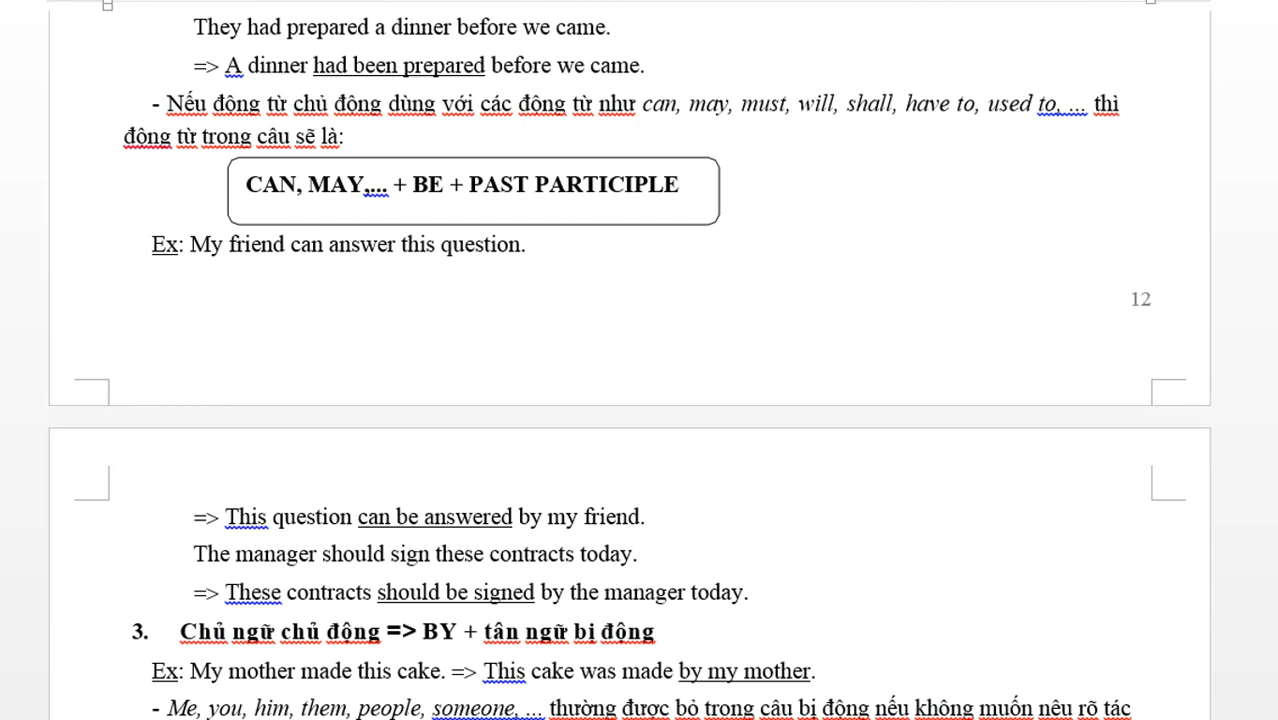 They had prepared a dinner before we came.
=> A dinner had been prepared before we came.
- Nếu động từ chủ động dùng với các động từ như can, may, must, will, shall, have to, used to, ... thì
động từ trong câu sẽ là:
CAN, MAY,... + BE + PAST PARTICIPLE
Ex: My friend can answer this question.
12
=> This question can be answered by my friend.
The manager should sign these contracts today.
=> These contracts should be signed by the manager today.
3. Chủ ngữ chủ động => BY + tân ngữ bị động
Ex: My mother made this cake. => This cake was made by my mother.
- Me, you, him, them, people, someone, ... thường được bỏ trong câu bị động nếu không muốn nêu rõ tác